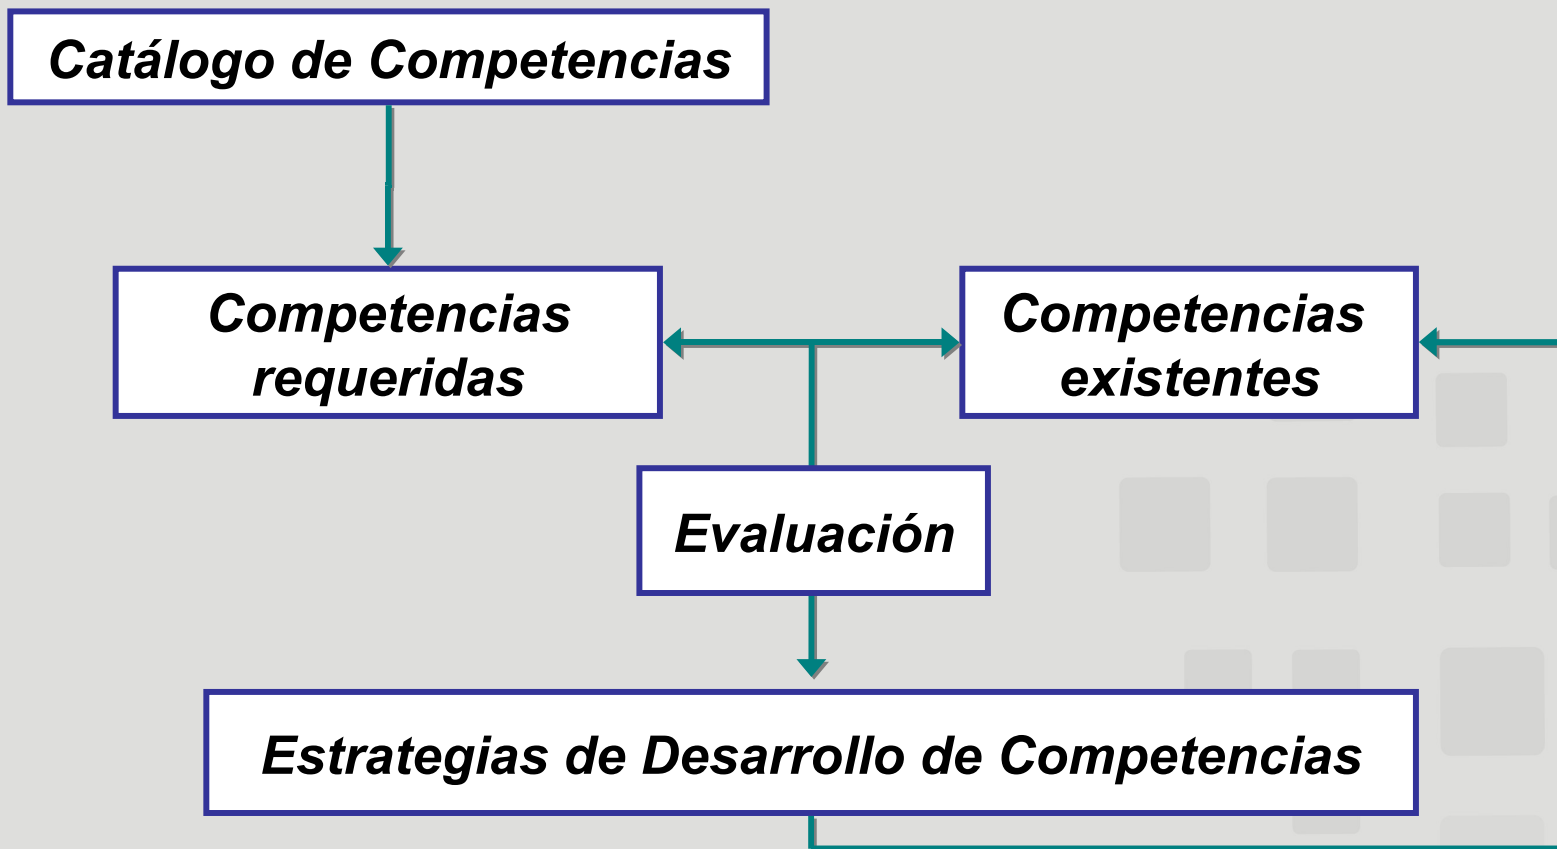 Catálogo de Competencias
Competencias
requeridas
Competencias
existentes
Evaluación
Estrategias de Desarrollo de Competencias